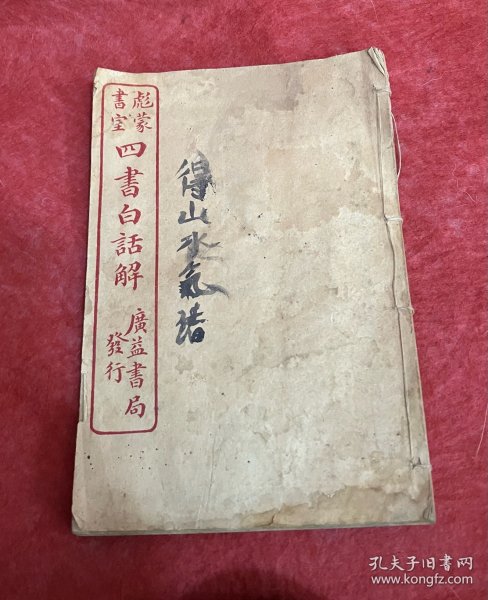 彪蒙
書室
四書白話解
廣益書局
發行
得山水氣
孔夫子旧书网
www.kongfz.com